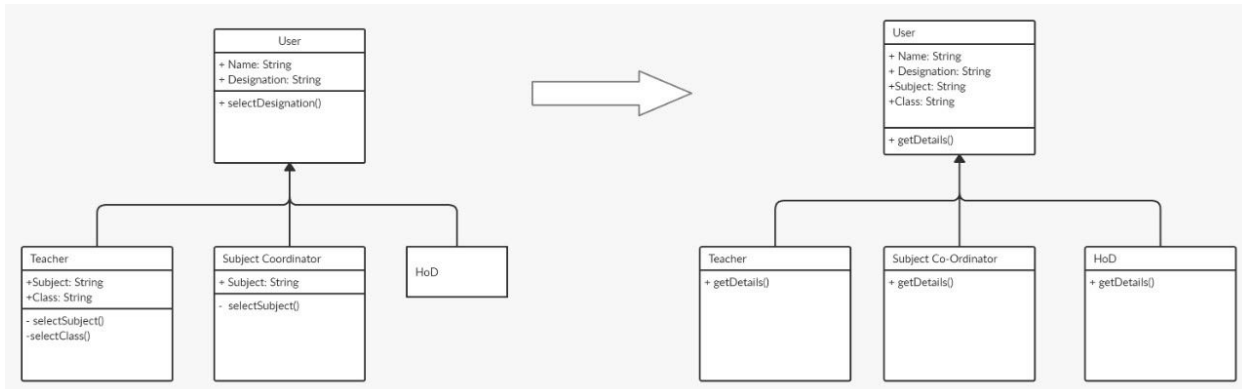 User
+ Name: String
+ Designation: String
+ selectDesignation()
Teacher
+Subject: String
+Class: String
- selectSubject()
-selectClass()
Subject Coordinator
+ Subject: String
- selectSubject()
HoD
User
+ Name: String
+ Designation: String
+Subject: String
+Class: String
+ getDetails()
Teacher
+ getDetails()
Subject Co-Ordinator
+ getDetails()
HoD
+ getDetails()